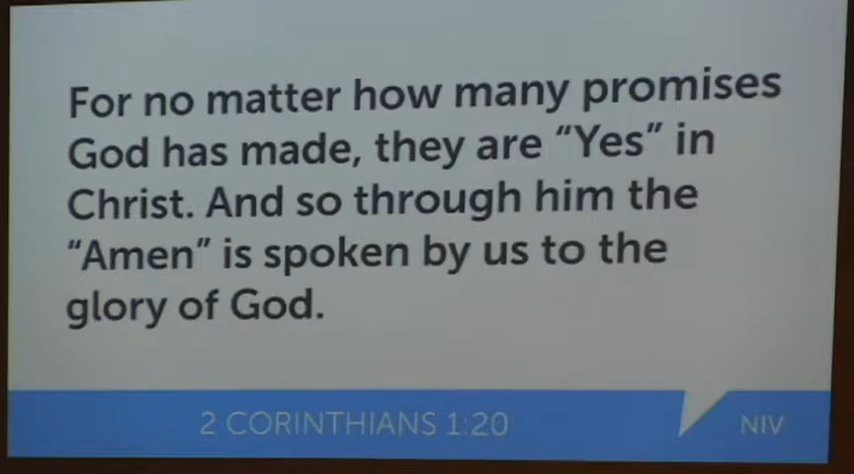 For no matter how many promises
God has made, they are “Yes” in
Christ. And so through him the
“Amen” is spoken by us to the
glory of God.
2 CORINTHIANS 1:20
NIV